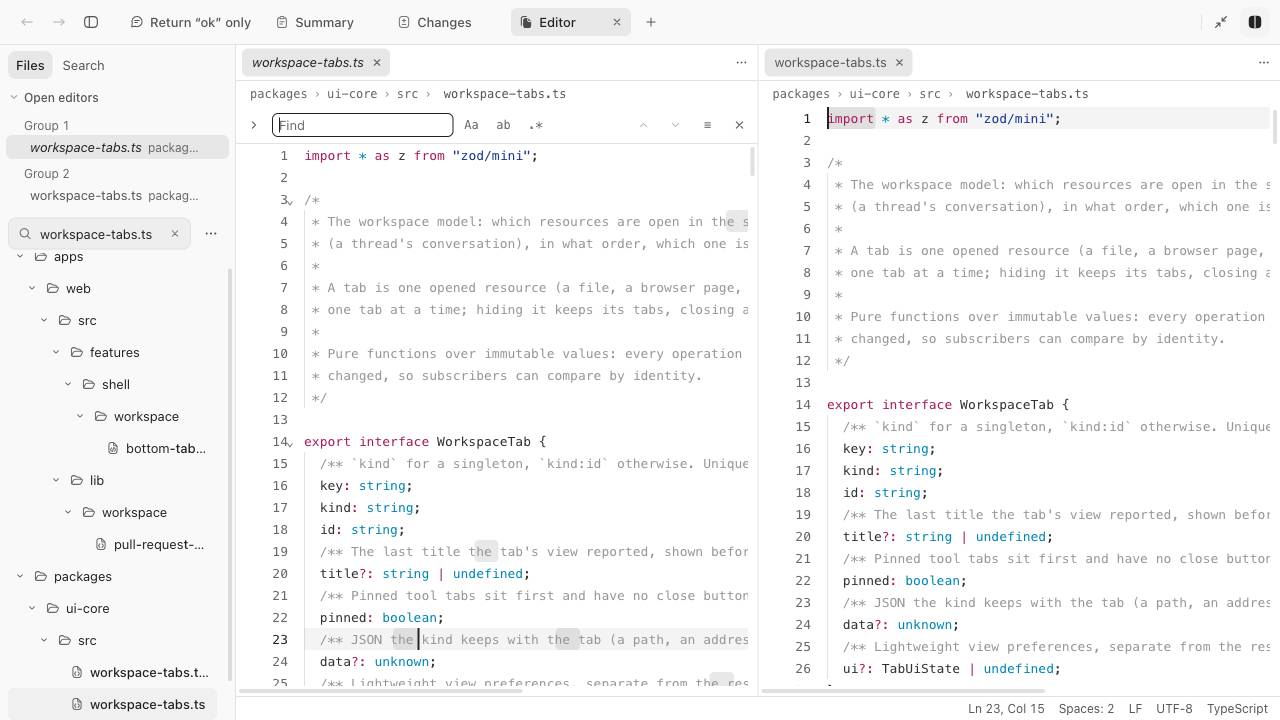 Return “ok” only
Summary
Changes
Editor
Files
Search
Open editors
Group 1
workspace-tabs.ts packag...
Group 2
workspace-tabs.ts packag...
workspace-tabs.ts
apps
web
src
features
shell
workspace
bottom-tab...
lib
workspace
pull-request-...
packages
ui-core
src
workspace-tabs.t...
workspace-tabs.ts
workspace-tabs.ts
packages › ui-core › src › workspace-tabs.ts
Find
Aa
ab
.*
1 import * as z from "zod/mini";
2
3 /*
4 * The workspace model: which resources are open in the s
5 * (a thread's conversation), in what order, which one is
6 *
7 * A tab is one opened resource (a file, a browser page,
8 * one tab at a time; hiding it keeps its tabs, closing a
9 *
10 * Pure functions over immutable values: every operation
11 * changed, so subscribers can compare by identity.
12 */
13
14 export interface WorkspaceTab {
15 /** `kind` for a singleton, `kind:id` otherwise. Unique
16 key: string;
17 kind: string;
18 id: string;
19 /** The last title the tab's view reported, shown befor
20 title?: string | undefined;
21 /** Pinned tool tabs sit first and have no close button
22 pinned: boolean;
23 /** JSON the kind keeps with the tab (a path, an addres
24 data?: unknown;
25 /** Lightweight view preferences, separate from the res
workspace-tabs.ts
packages › ui-core › src › workspace-tabs.ts
1 import * as z from "zod/mini";
2
3 /*
4 * The workspace model: which resources are open in the s
5 * (a thread's conversation), in what order, which one is
6 *
7 * A tab is one opened resource (a file, a browser page,
8 * one tab at a time; hiding it keeps its tabs, closing a
9 *
10 * Pure functions over immutable values: every operation
11 * changed, so subscribers can compare by identity.
12 */
13
14 export interface WorkspaceTab {
15 /** `kind` for a singleton, `kind:id` otherwise. Unique
16 key: string;
17 kind: string;
18 id: string;
19 /** The last title the tab's view reported, shown befor
20 title?: string | undefined;
21 /** Pinned tool tabs sit first and have no close button
22 pinned: boolean;
23 /** JSON the kind keeps with the tab (a path, an addres
24 data?: unknown;
25 /** Lightweight view preferences, separate from the res
26 ui?: TabUiState | undefined;
Ln 23, Col 15 Spaces: 2 LF UTF-8 TypeScript